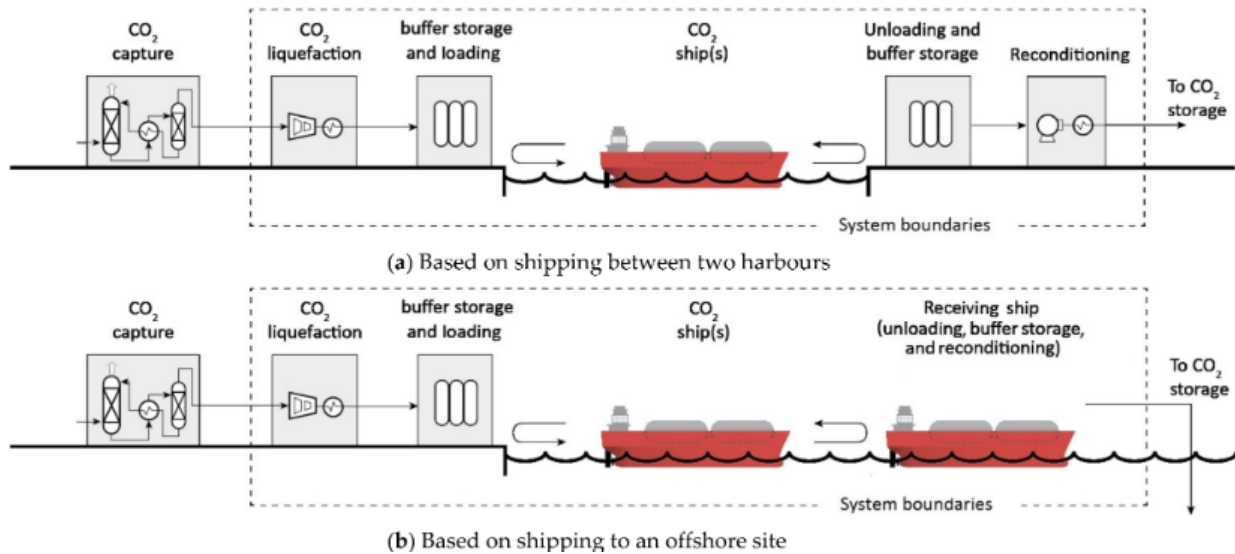 CO₂ capture
CO₂ liquefaction
buffer storage and loading
CO₂ ship(s)
Unloading and buffer storage
Reconditioning
To CO₂ storage
System boundaries
(a) Based on shipping between two harbours
CO₂ capture
CO₂ liquefaction
buffer storage and loading
CO₂ ship(s)
Receiving ship (unloading, buffer storage, and reconditioning)
To CO₂ storage
System boundaries
(b) Based on shipping to an offshore site